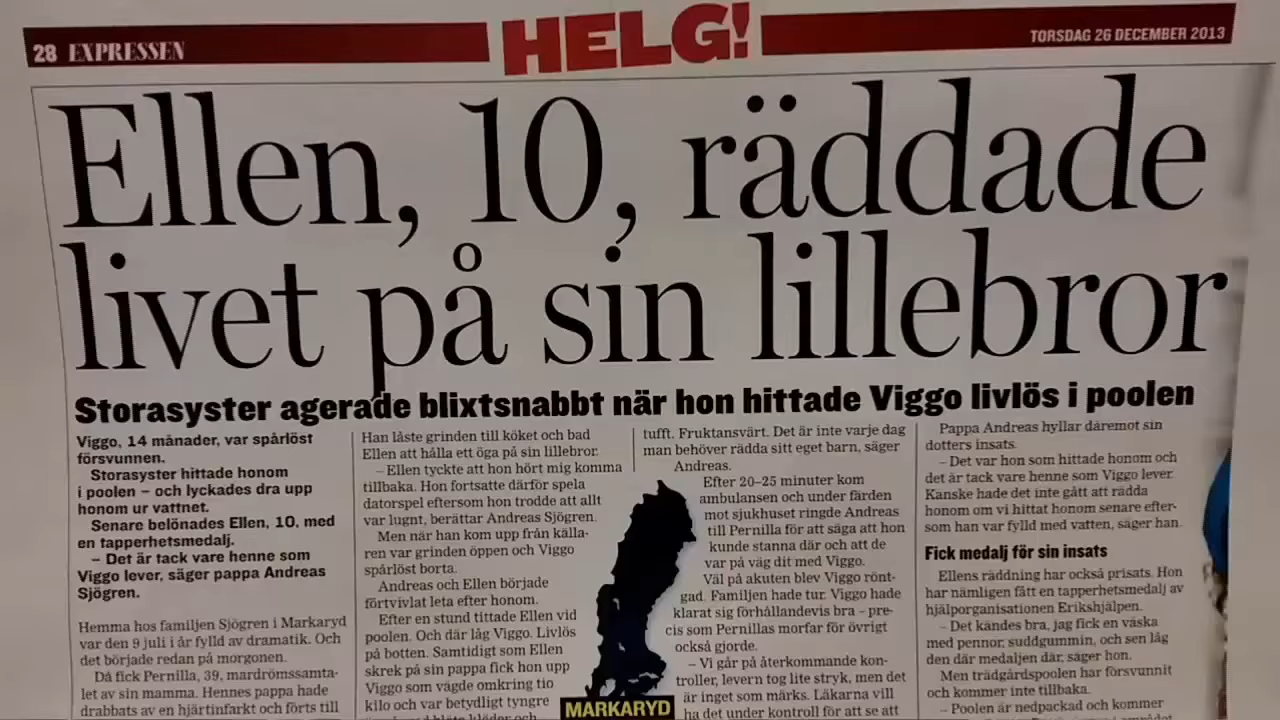 28 EXPRESSEN
HELG!
TORSDAG 26 DECEMBER 2013
Ellen, 10, räddade
livet på sin lillebror
Storasyster agerade blixtsnabbt när hon hittade Viggo livlös i poolen
Viggo, 14 månader, var spårlöst
försvunnen.
Storasyster hittade honom
i poolen – och lyckades dra upp
honom ur vattnet.
Senare belönades Ellen, 10, med
en tapperhetsmedalj.
– Det är tack vare henne som
Viggo lever, säger pappa Andreas
Sjögren.
Hemma hos familjen Sjögren i Markaryd
var den 9 juli i år fylld av dramatik. Och
det började redan på morgonen.
Då fick Pernilla, 39, mardrömssamta-
let av sin mamma. Hennes pappa hade
drabbats av en hjärtinfarkt och förts till
Han låste grinden till köket och bad
Ellen att hålla ett öga på sin lillebror.
– Ellen tyckte att hon hört mig komma
tillbaka. Hon fortsatte därför spela
datorspel eftersom hon trodde att allt
var lugnt, berättar Andreas Sjögren.
Men när han kom upp från källa-
ren var grinden öppen och Viggo
spårlöst borta.
Andreas och Ellen började
förtvivlat leta efter honom.
Efter en stund tittade Ellen vid
poolen. Och där låg Viggo. Livlös
på botten. Samtidigt som Ellen
skrek på sin pappa fick hon upp
Viggo som vägde omkring tio
kilo och var betydligt tyngre
blöta kläder och
tufft. Fruktansvärt. Det är inte varje dag
man behöver rädda sitt eget barn, säger
Andreas.
Efter 20–25 minuter kom
ambulansen och under färden
mot sjukhuset ringde Andreas
till Pernilla för att säga att hon
kunde stanna där och att de
var på väg dit med Viggo.
Väl på akuten blev Viggo rönt-
gad. Familjen hade tur. Viggo hade
klarat sig förhållandevis bra – pre-
cis som Pernillas morfar för övrigt
också gjorde.
– Vi går på återkommande kon-
troller, levern tog lite stryk, men det
är inget som märks. Läkarna vill
ha det under kontroll för att se att
MARKARYD
Pappa Andreas hyllar däremot sin
dotters insats.
– Det var hon som hittade honom och
det är tack vare henne som Viggo lever.
Kanske hade det inte gått att rädda
honom om vi hittat honom senare efter-
som han var fylld med vatten, säger han.
Fick medalj för sin insats
Ellens räddning har också prisats. Hon
har nämligen fått en tapperhetsmedalj av
hjälporganisationen Erikshjälpen.
– Det kändes bra, jag fick en väska
med pennor, suddgummin, och sen låg
den där medaljen där, säger hon.
Men trädgårdspoolen har försvunnit
och kommer inte tillbaka.
– Poolen är nedpackad och kommer